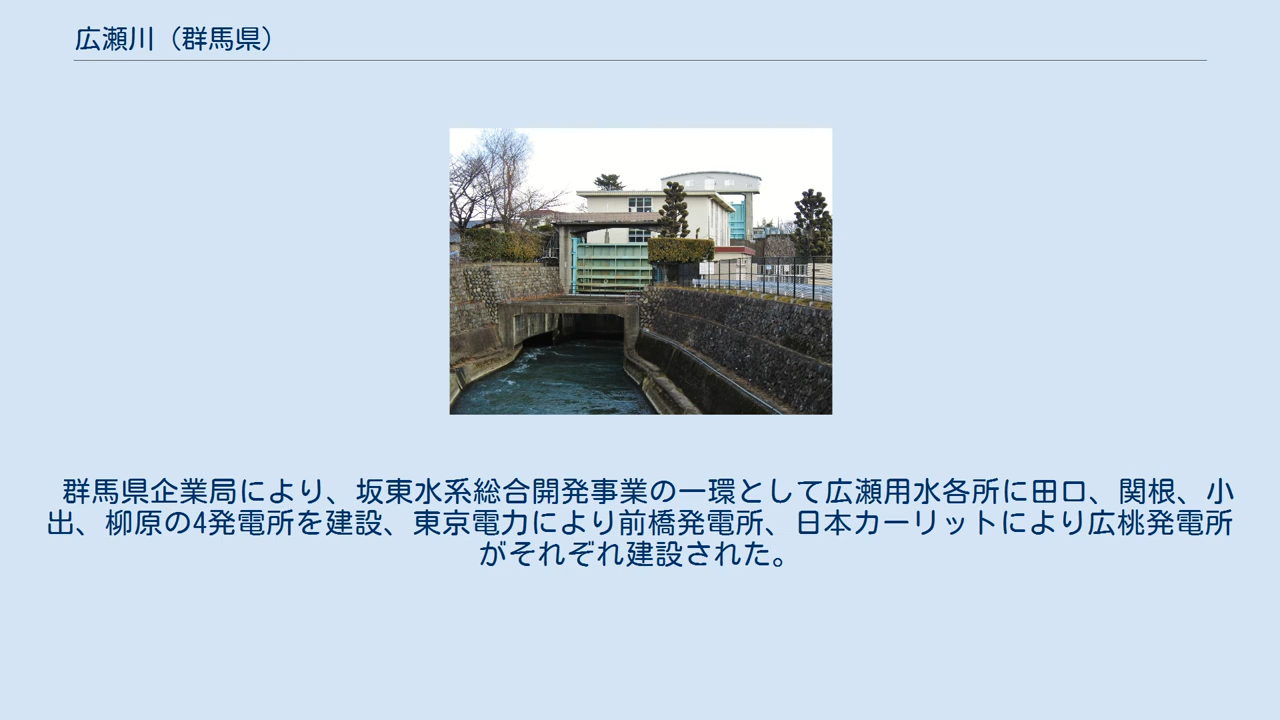 広瀬川（群馬県）
群馬県企業局により、坂東水系総合開発事業の一環として広瀬用水各所に田口、関根、小
出、柳原の4発電所を建設、東京電力により前橋発電所、日本カーリットにより広桃発電所
がそれぞれ建設された。